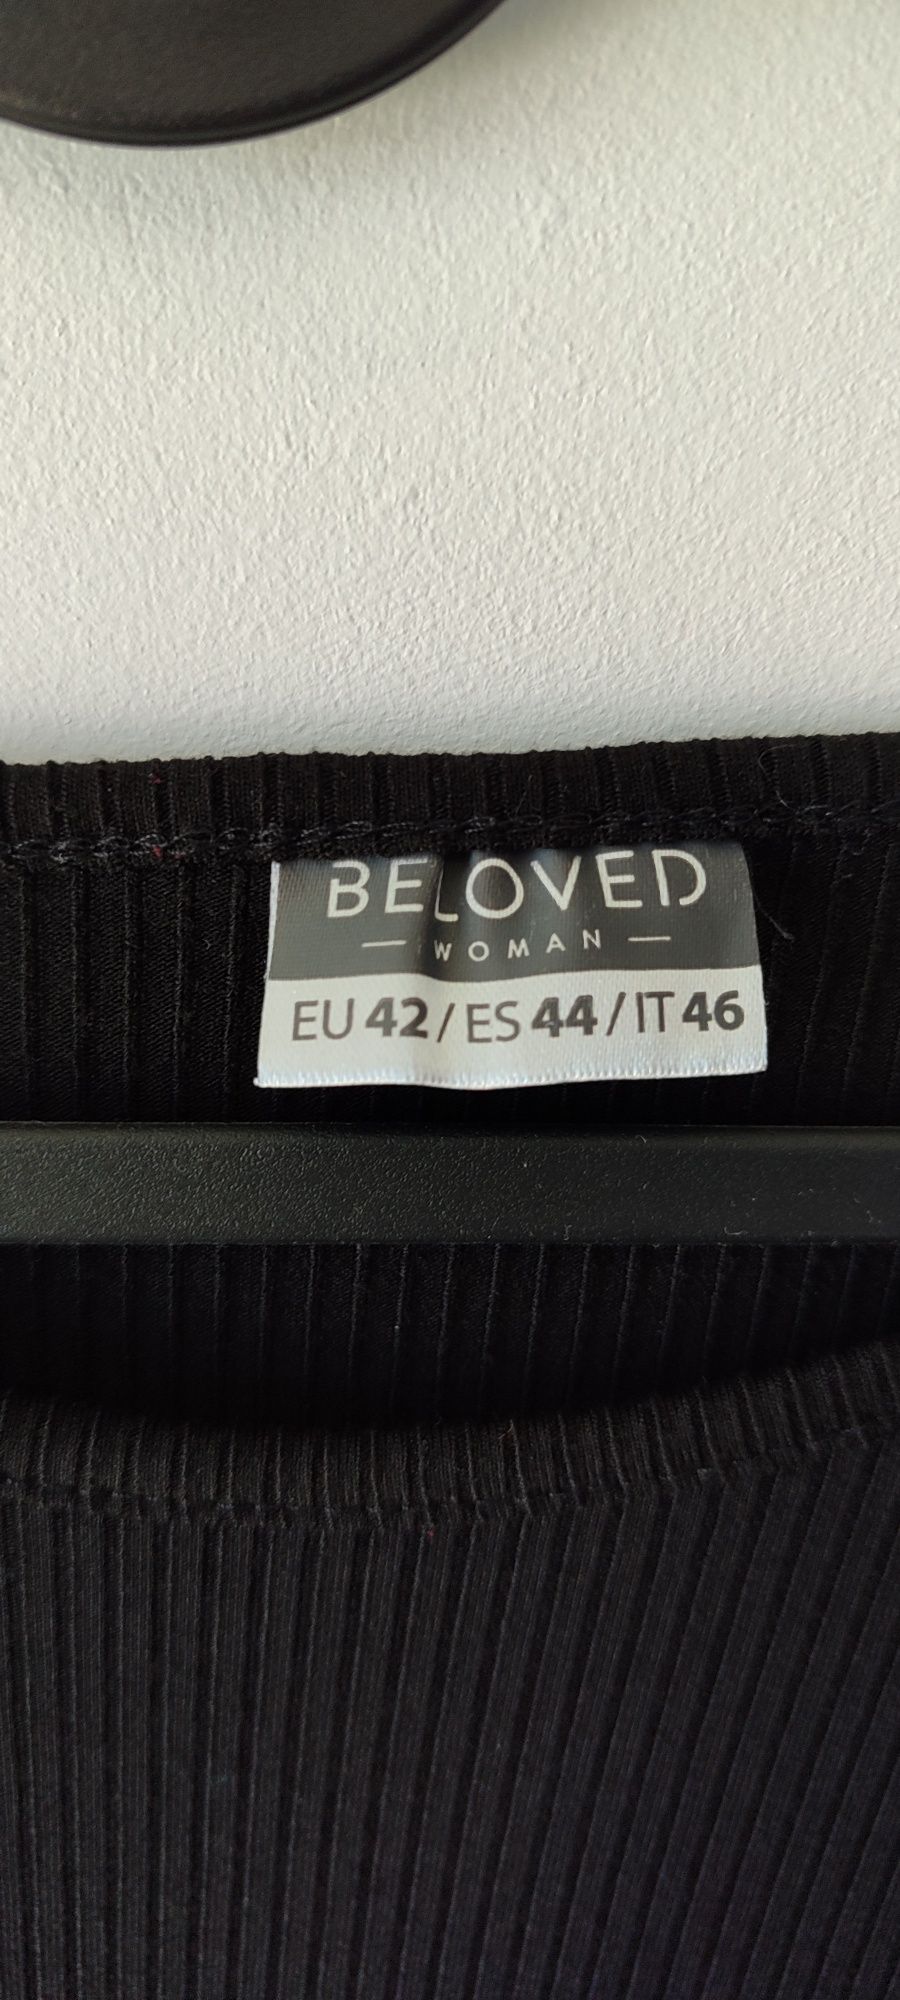 BELOVED
— WOMAN —
EU 42 / ES 44 / IT 46